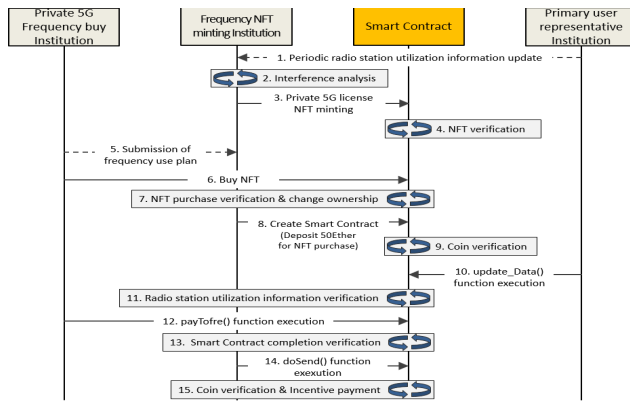 Private 5G
Frequency buy
Institution
Frequency NFT
minting Institution
Smart Contract
Primary user
representative
Institution
1. Periodic radio station utilization information update
2. Interference analysis
3. Private 5G license
NFT minting
4. NFT verification
5. Submission of
frequency use plan
6. Buy NFT
7. NFT purchase verification & change ownership
8. Create Smart Contract
(Deposit 50Ether
for NFT purchase)
9. Coin verification
10. update_Data()
function execution
11. Radio station utilization information verification
12. payTofre() function execution
13. Smart Contract completion verification
14. doSend() function
exexution
15. Coin verification & Incentive payment